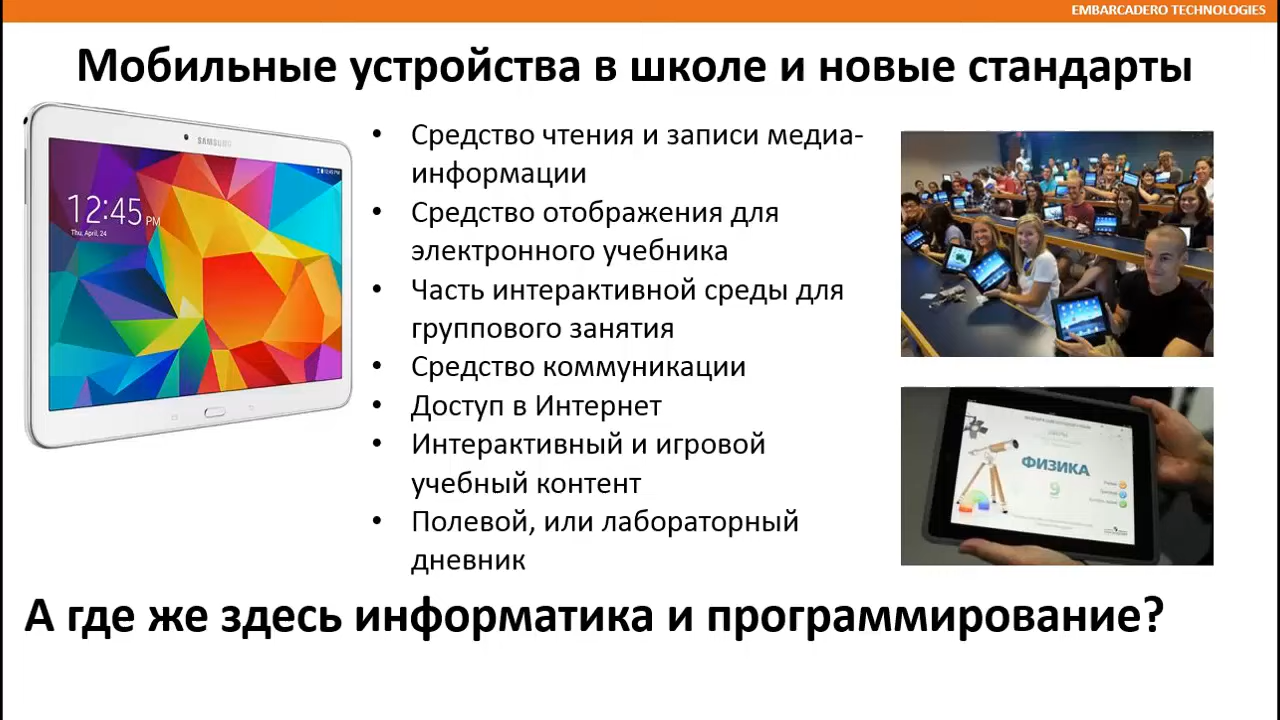 EMBARCADERO TECHNOLOGIES
Мобильные устройства в школе и новые стандарты
SAMSUNG
12:45 PM
Thu, April, 24
• Средство чтения и записи медиа-
информации
• Средство отображения для
электронного учебника
• Часть интерактивной среды для
группового занятия
• Средство коммуникации
• Доступ в Интернет
• Интерактивный и игровой
учебный контент
• Полевой, или лабораторный
дневник
ФИЗИКА
9
А где же здесь информатика и программирование?